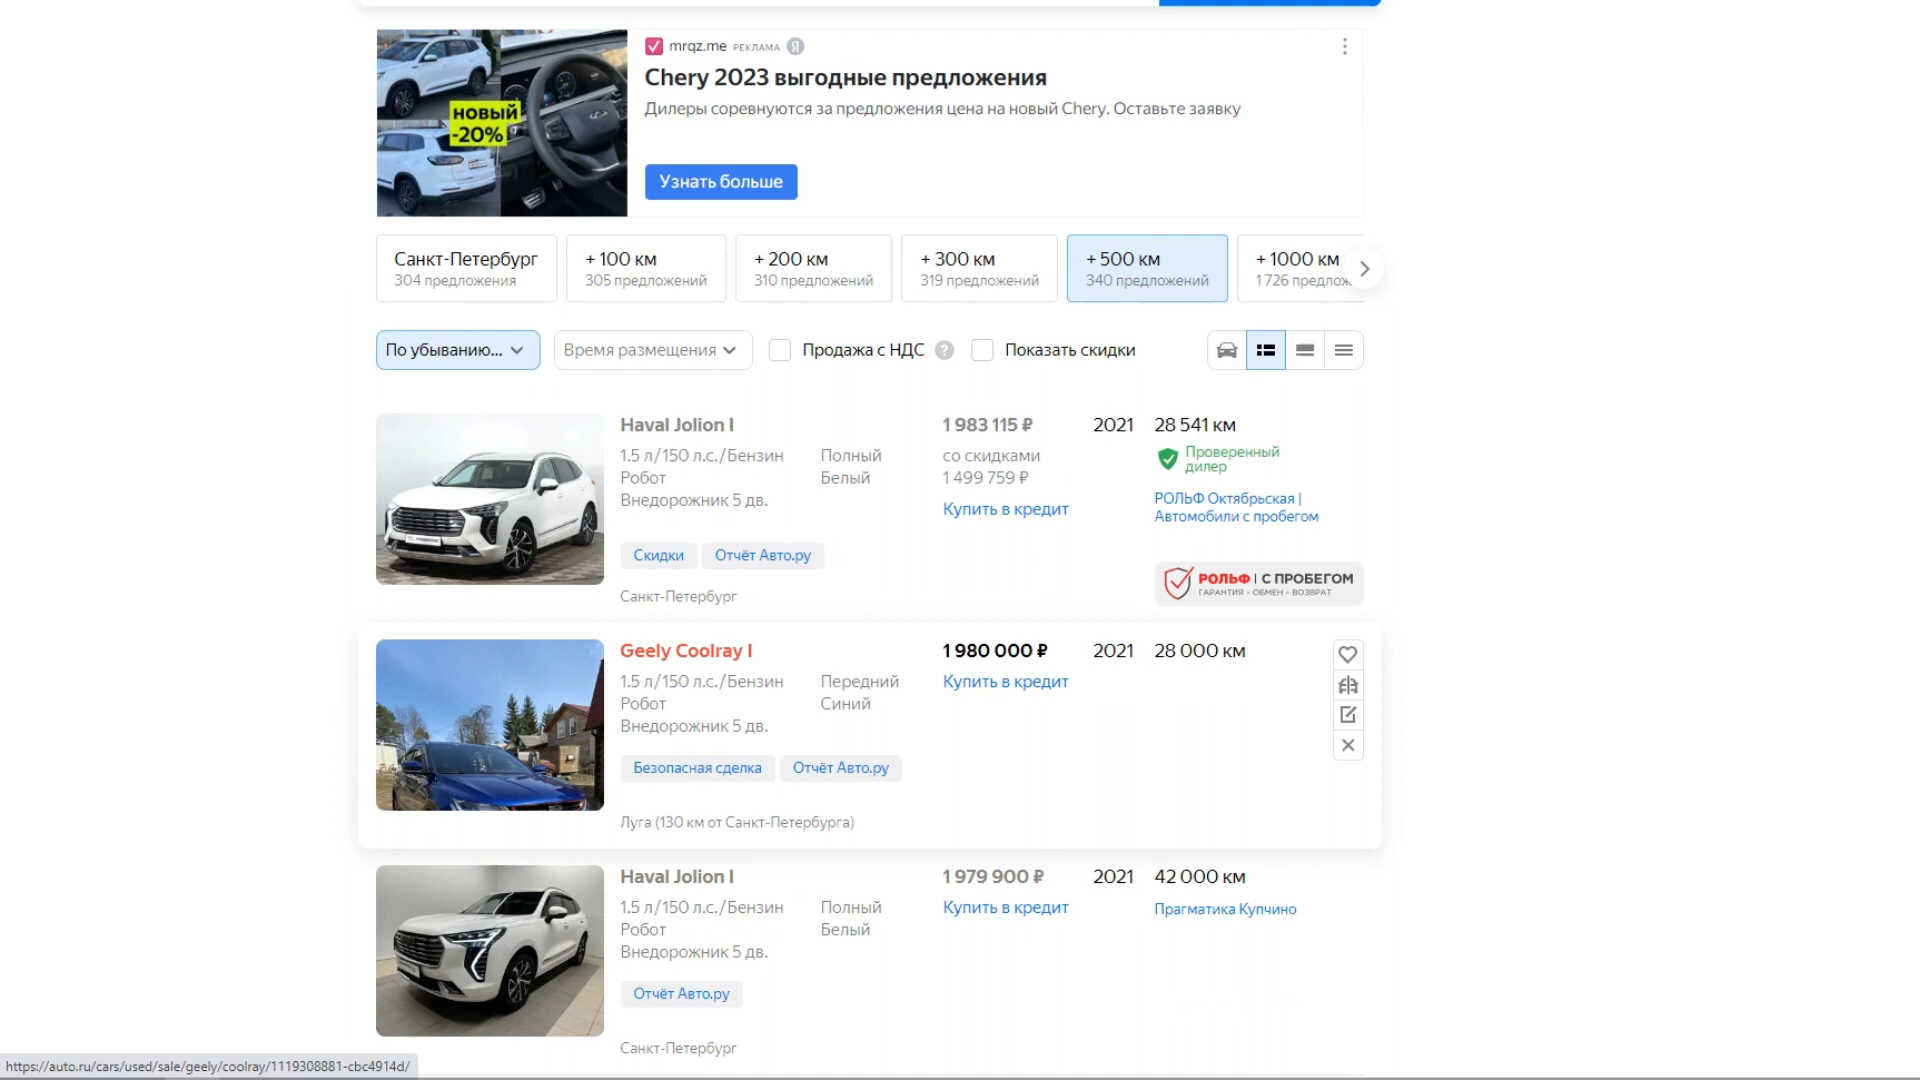 mrqz.me РЕКЛАМА Я
Chery 2023 выгодные предложения
Дилеры соревнуются за предложения цена на новый Chery. Оставьте заявку
НОВЫЙ
-20%
Узнать больше
Санкт-Петербург
304 предложения
+ 100 км
305 предложений
+ 200 км
310 предложений
+ 300 км
319 предложений
+ 500 км
340 предложений
+ 1000 км
1 726 предлож
По убыванию...
Время размещения
Продажа с НДС ?
Показать скидки
Haval Jolion I
1.5 л/150 л.с./Бензин
Робот
Внедорожник 5 дв.
Полный
Белый
1 983 115 ₽
со скидками
1 499 759 ₽
Купить в кредит
2021
28 541 км
Проверенный
дилер
РОЛЬФ Октябрьская |
Автомобили с пробегом
Скидки
Отчёт Авто.ру
Санкт-Петербург
РОЛЬФ | С ПРОБЕГОМ
ГАРАНТИЯ - ОБМЕН - ВОЗВРАТ
Geely Coolray I
1.5 л/150 л.с./Бензин
Робот
Внедорожник 5 дв.
Передний
Синий
1 980 000 ₽
Купить в кредит
2021
28 000 км
Безопасная сделка
Отчёт Авто.ру
Луга (130 км от Санкт-Петербурга)
Haval Jolion I
1.5 л/150 л.с./Бензин
Робот
Внедорожник 5 дв.
Полный
Белый
1 979 900 ₽
Купить в кредит
2021
42 000 км
Прагматика Купчино
Отчёт Авто.ру
Санкт-Петербург
https://auto.ru/cars/used/sale/geely/coolray/1119308881-cbc4914d/